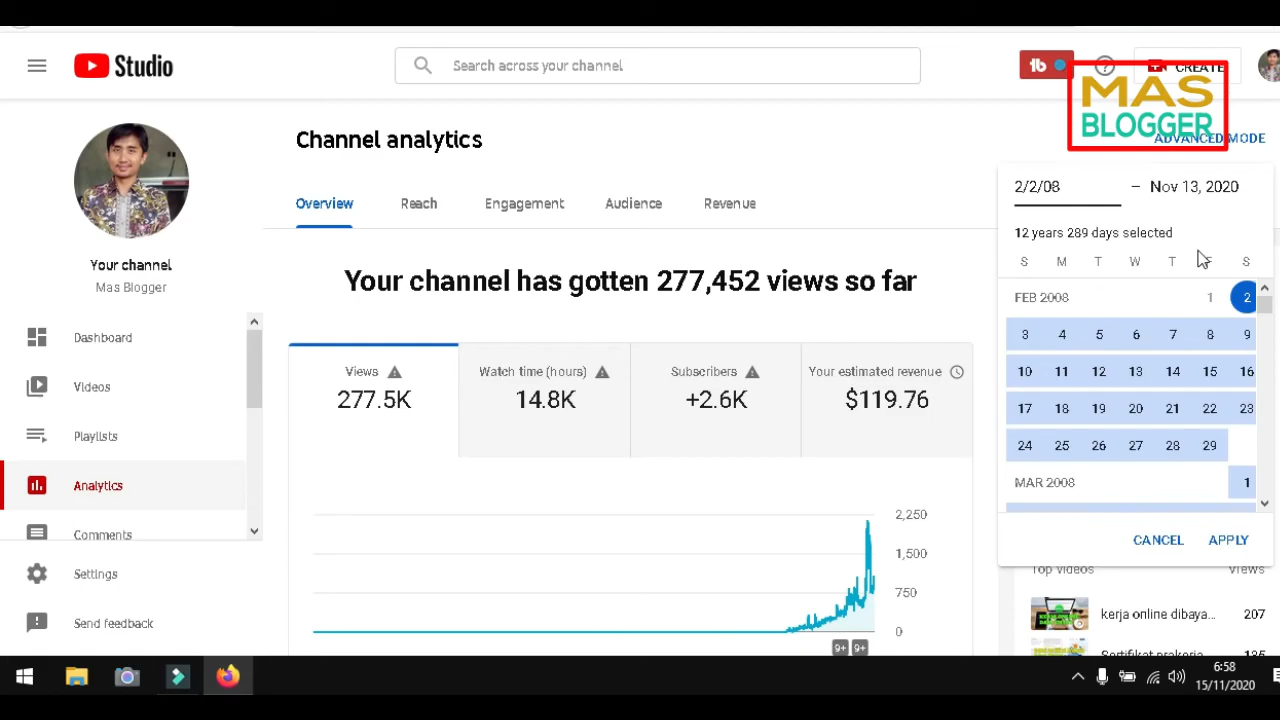 Studio
Search across your channel
CREATE
MAS
BLOGGER
ADVANCED MODE
Channel analytics
Overview Reach Engagement Audience Revenue
Your channel
Mas Blogger
Dashboard
Videos
Playlists
Analytics
Comments
Settings
Send feedback
Your channel has gotten 277,452 views so far
Views Watch time (hours) Subscribers Your estimated revenue
277.5K 14.8K +2.6K $119.76
2,250
1,500
750
0
9+ 9+
2/2/08 – Nov 13, 2020
12 years 289 days selected
S M T W T F S
FEB 2008 1 2
3 4 5 6 7 8 9
10 11 12 13 14 15 16
17 18 19 20 21 22 23
24 25 26 27 28 29
MAR 2008 1
CANCEL APPLY
Top videos Views
kerja online dibaya... 207
Sertifikat prakerja 135
6:58
15/11/2020